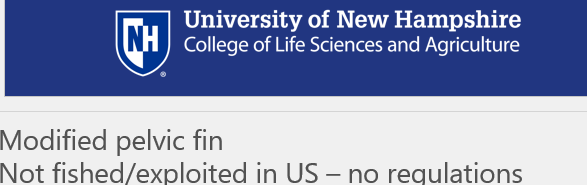 NH
University of New Hampshire
College of Life Sciences and Agriculture
®
Modified pelvic fin
Not fished/exploited in US – no regulations